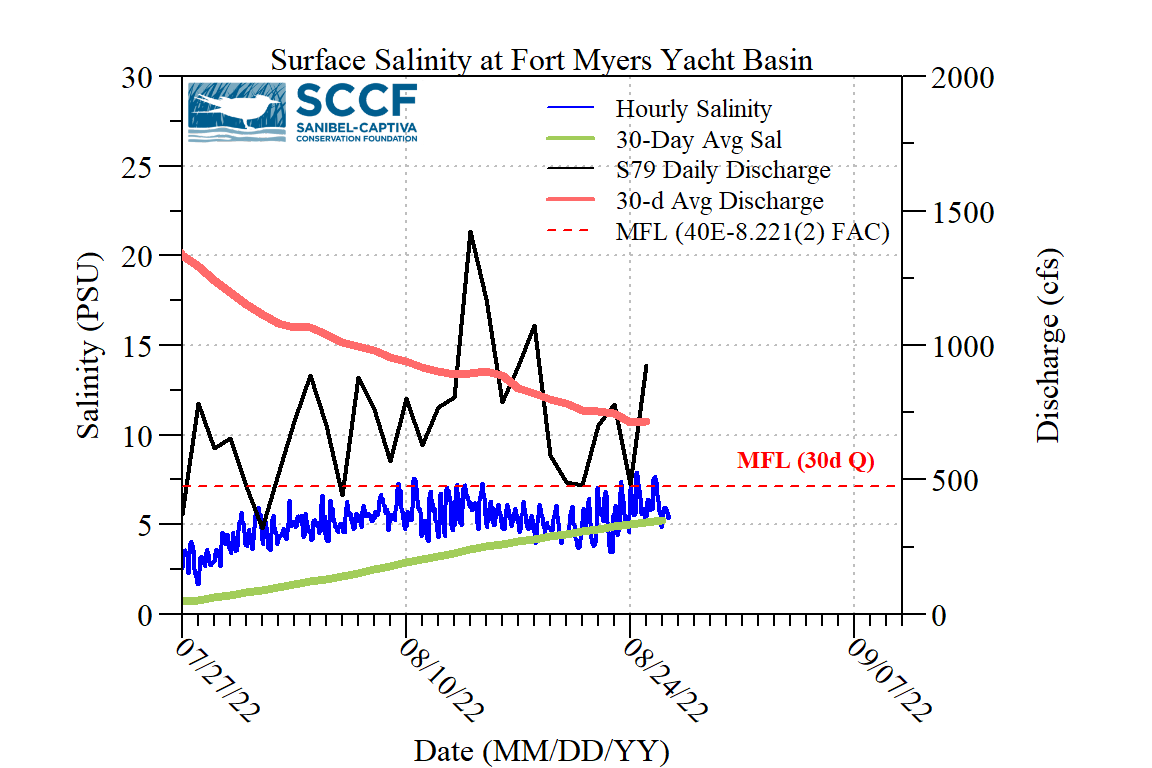 Surface Salinity at Fort Myers Yacht Basin
SCCF
SANIBEL-CAPTIVA
CONSERVATION FOUNDATION
Hourly Salinity
30-Day Avg Sal
S79 Daily Discharge
30-d Avg Discharge
MFL (40E-8.221(2) FAC)
MFL (30d Q)
Salinity (PSU)
30
25
20
15
10
5
0
Discharge (cfs)
2000
1500
1000
500
0
07/27/22
08/10/22
08/24/22
09/07/22
Date (MM/DD/YY)